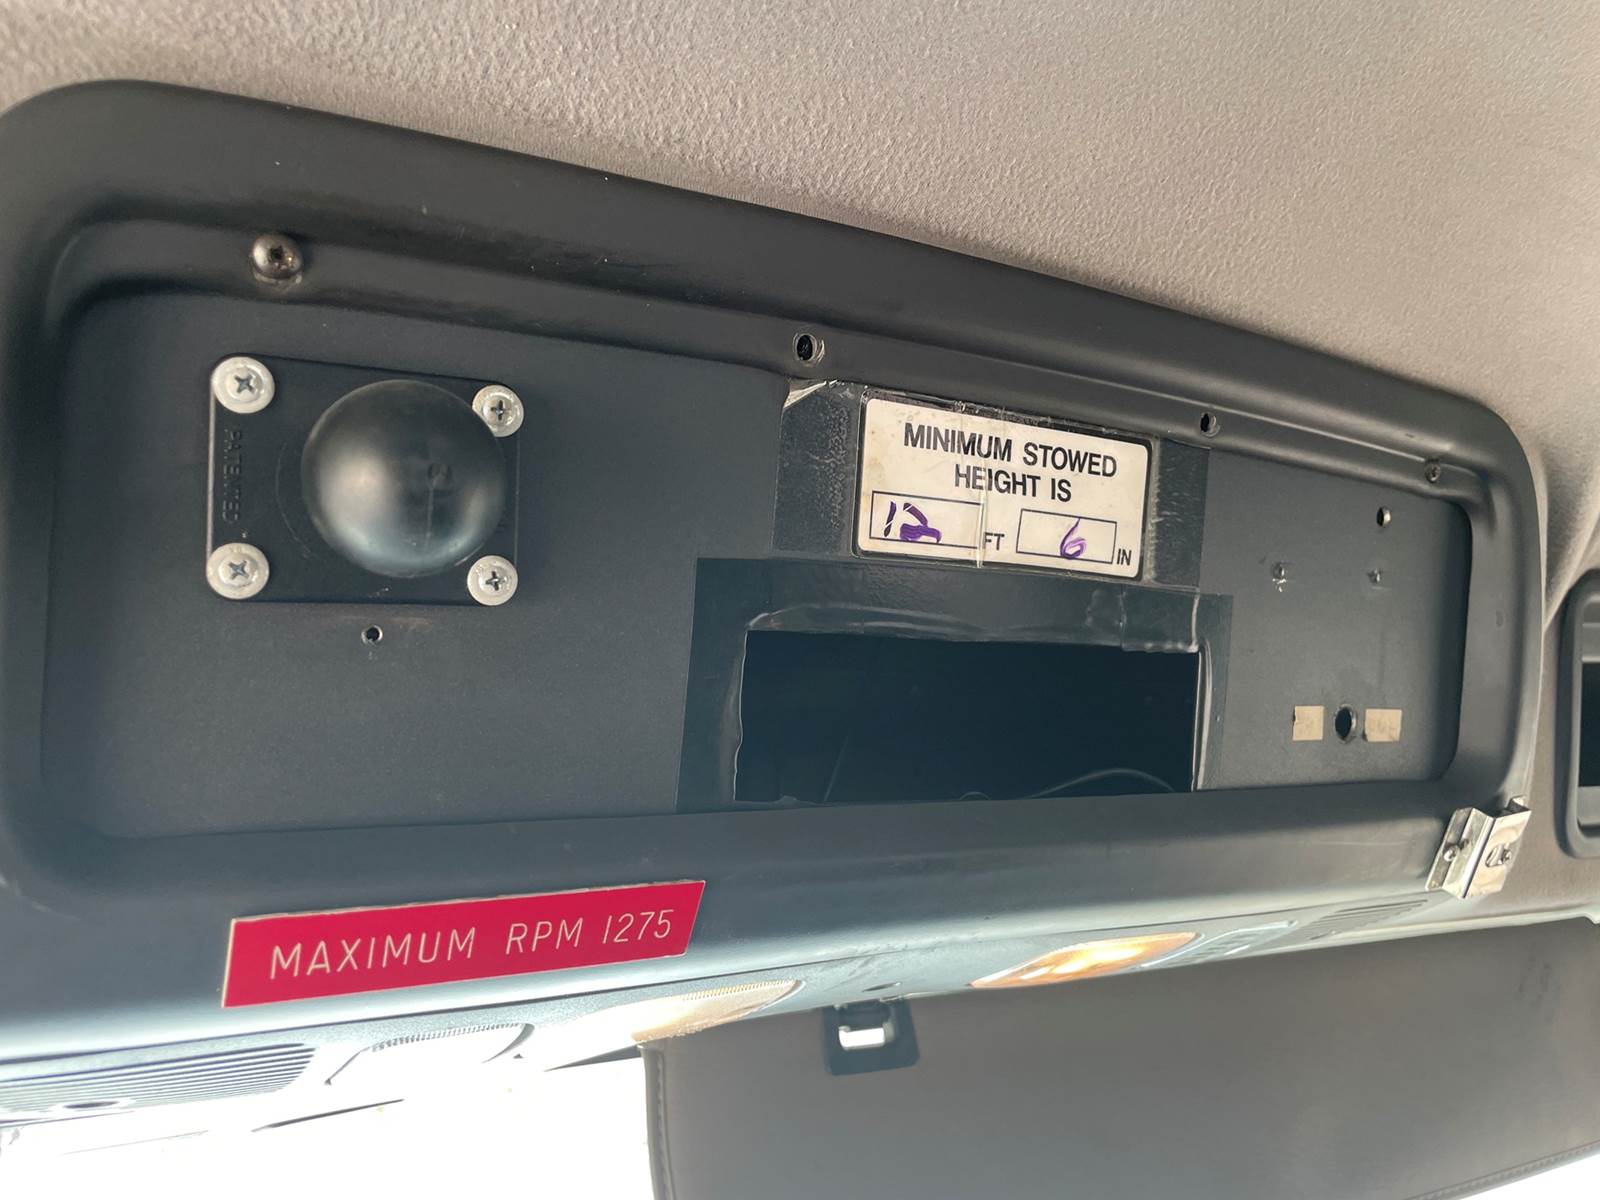 PATENTED
MINIMUM STOWED
HEIGHT IS
12 FT 6 IN
MAXIMUM RPM 1275